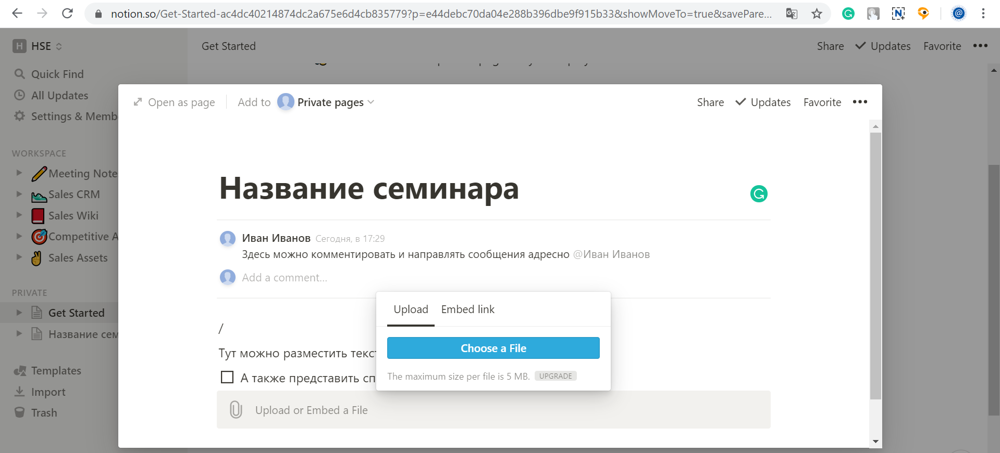 notion.so/Get-Started-ac4dc40214874dc2a675e6d4cb835779?p=e44debc70da04e288b396dbe9f915b33&showMoveTo=true&savePare...
H HSE
Get Started
Share Updates Favorite
Quick Find
All Updates
Settings & Memb
Open as page Add to Private pages
Share Updates Favorite
WORKSPACE
Meeting Note
Sales CRM
Sales Wiki
Competitive A
Sales Assets
PRIVATE
Get Started
Название сем
Templates
Import
Trash
Название семинара
Иван Иванов Сегодня, в 17:29
Здесь можно комментировать и направлять сообщения адресно @Иван Иванов
Add a comment...
/
Тут можно разместить текст
А также представить сп
Upload Embed link
Choose a File
The maximum size per file is 5 MB. UPGRADE
Upload or Embed a File